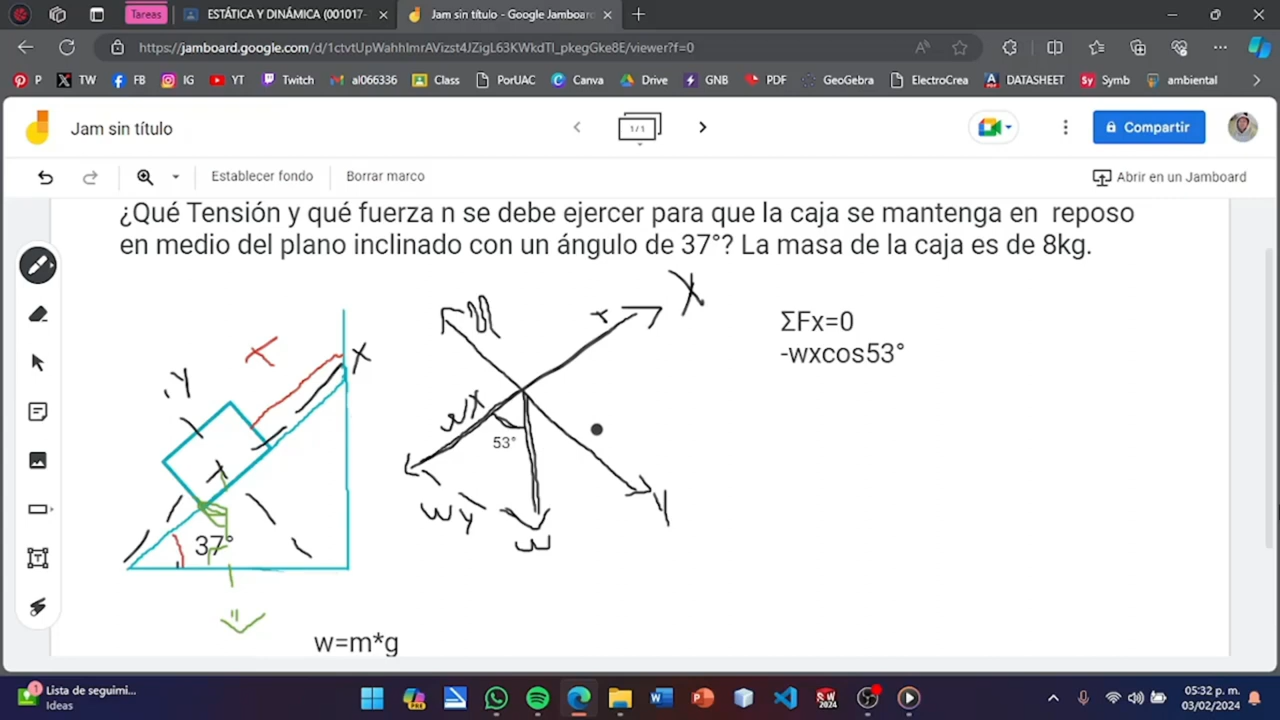 Tareas
ESTÁTICA Y DINÁMICA (001017-
Jam sin título - Google Jamboard
https://jamboard.google.com/d/1ctvtUpWahhImrAVizst4JZigL63KWkdTl_pkegGke8E/viewer?f=0
P TW FB IG YT Twitch al066336 Class PorUAC Canva Drive GNB PDF GeoGebra ElectroCrea DATASHEET Symb ambiental
Jam sin título
1/1
Compartir
Establecer fondo
Borrar marco
Abrir en un Jamboard
¿Qué Tensión y qué fuerza n se debe ejercer para que la caja se mantenga en reposo
en medio del plano inclinado con un ángulo de 37°? La masa de la caja es de 8kg.
X
ΣFx=0
-wxcos53°
X
Y
wx
53°
wy
Y
w
37°
w=m*g
1
Lista de seguimi...
Ideas
05:32 p. m.
03/02/2024